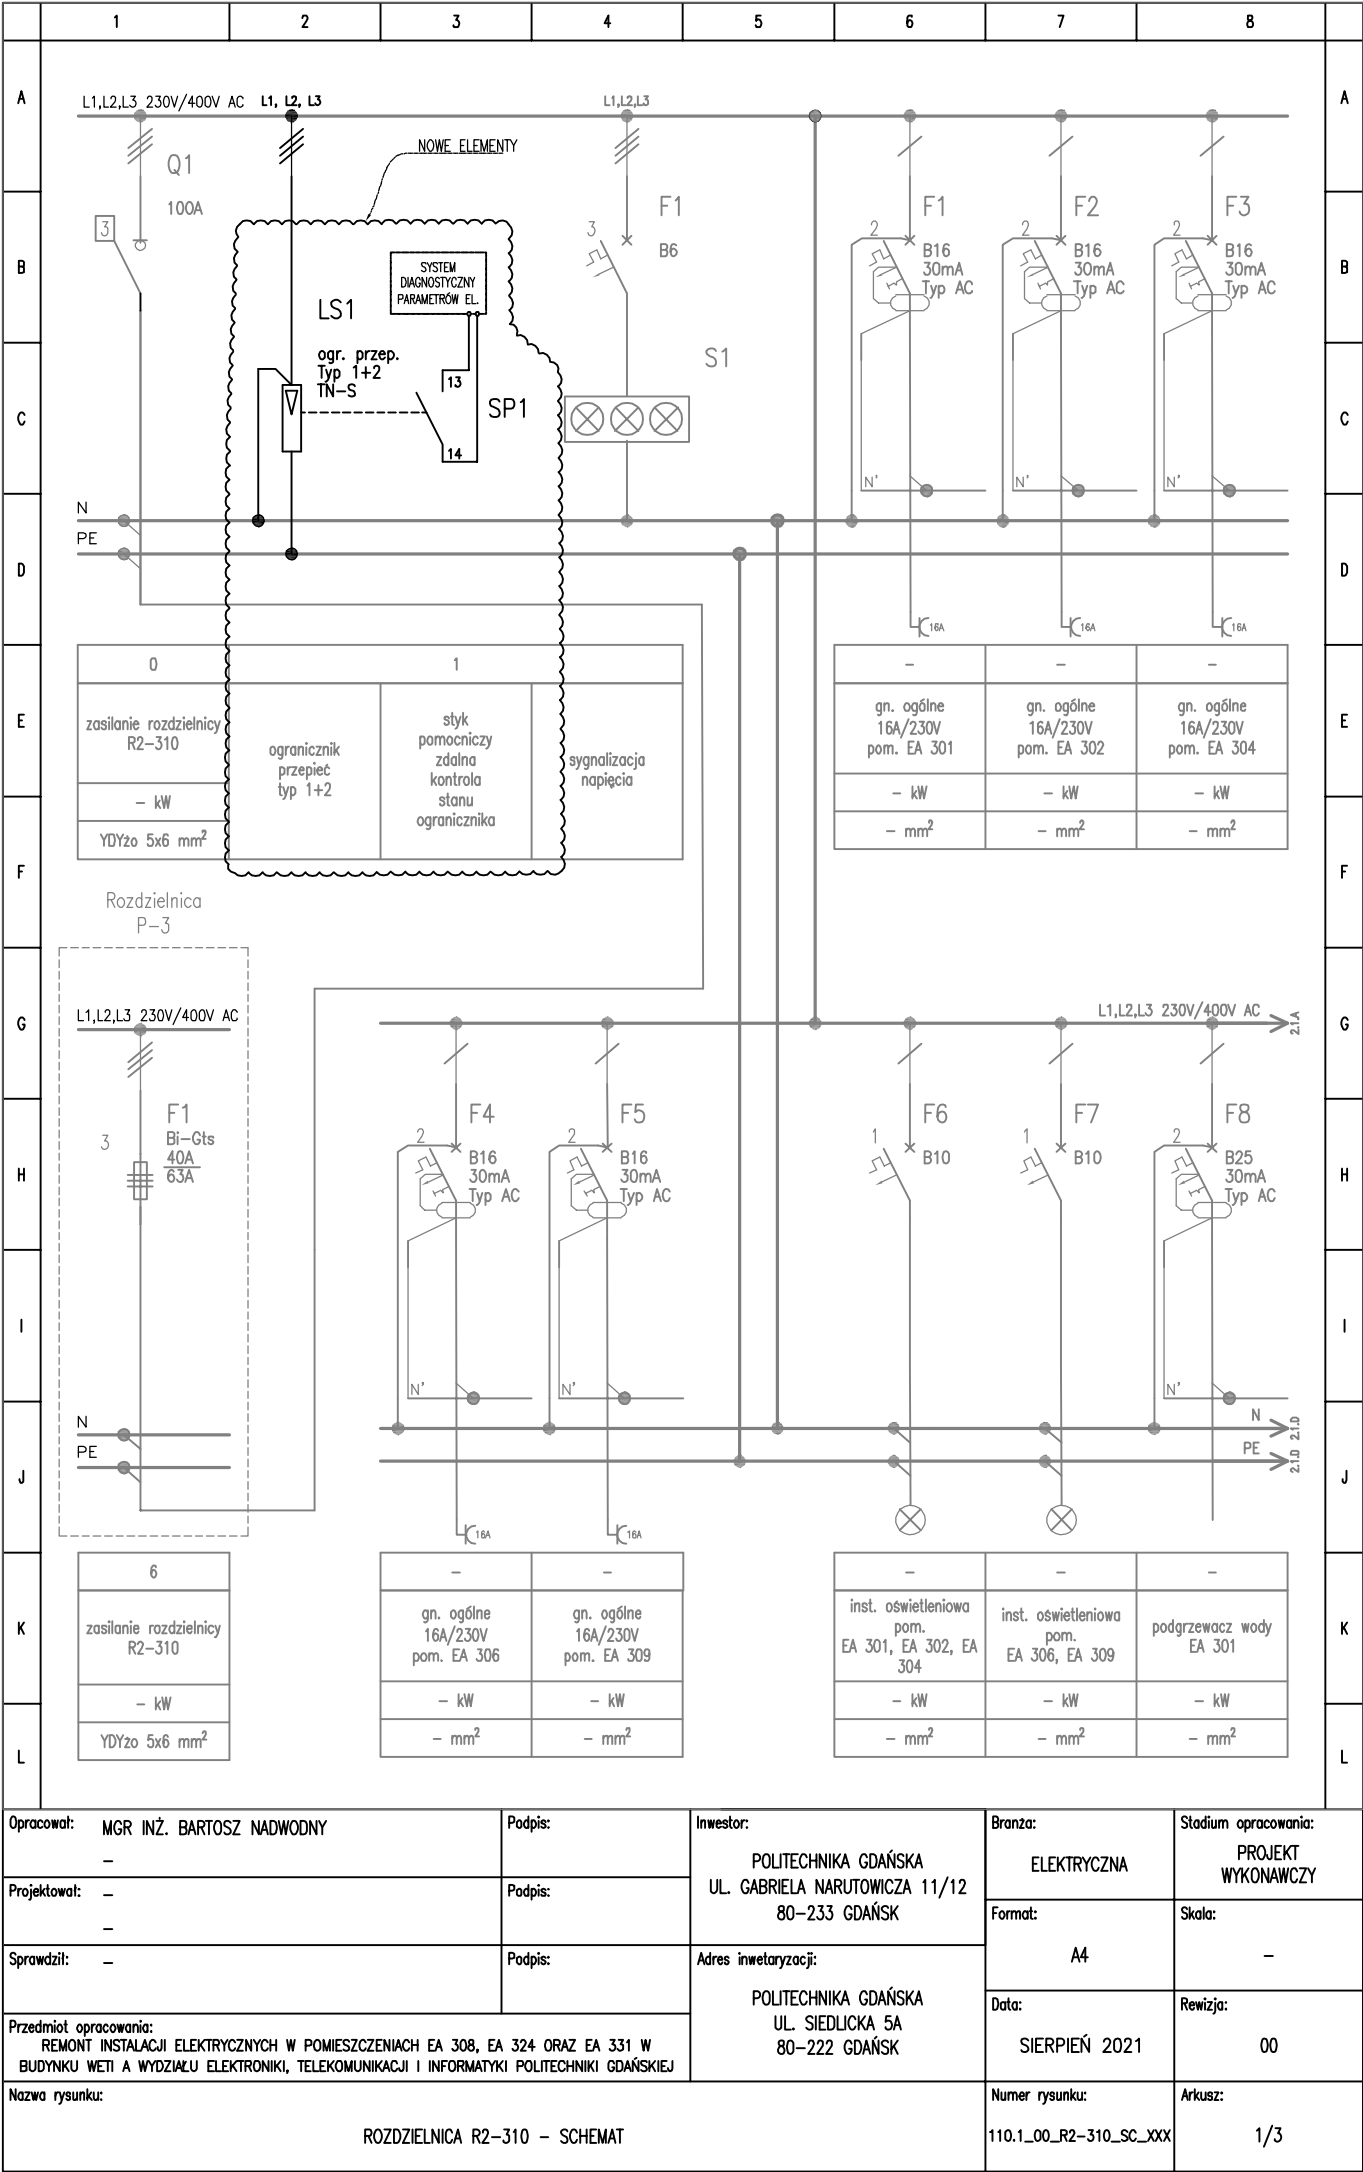 1 2 3 4 5 6 7 8
A A
L1,L2,L3 230V/400V AC L1, L2, L3 L1,L2,L3
NOWE ELEMENTY
Q1
100A
3
F1
3
B6
F1
2
B16
30mA
Typ AC
F2
2
B16
30mA
Typ AC
F3
2
B16
30mA
Typ AC
B B
SYSTEM
DIAGNOSTYCZNY
PARAMETRÓW EL.
LS1
ogr. przep.
Typ 1+2
TN-S
13
SP1
14
S1
C C
N' N' N'
N
PE
D D
16A 16A 16A
0 1 - - -
E E
zasilanie rozdzielnicy
R2-310
- kW
YDYżo 5x6 mm²
ogranicznik
przepieć
typ 1+2
styk
pomocniczy
zdalna
kontrola
stanu
ogranicznika
sygnalizacja
napięcia
gn. ogólne
16A/230V
pom. EA 301
- kW
- mm²
gn. ogólne
16A/230V
pom. EA 302
- kW
- mm²
gn. ogólne
16A/230V
pom. EA 304
- kW
- mm²
F F
Rozdzielnica
P-3
G G
L1,L2,L3 230V/400V AC
L1,L2,L3 230V/400V AC
2.1.A
F1
3
Bi-Gts
40A
63A
F4
2
B16
30mA
Typ AC
F5
2
B16
30mA
Typ AC
F6
1
B10
F7
1
B10
F8
2
B25
30mA
Typ AC
H H
I I
N' N' N'
N
PE
N 2.1.D
PE 2.1.D
J J
16A 16A
6 - - - - -
K K
zasilanie rozdzielnicy
R2-310
- kW
YDYżo 5x6 mm²
gn. ogólne
16A/230V
pom. EA 306
- kW
- mm²
gn. ogólne
16A/230V
pom. EA 309
- kW
- mm²
inst. oświetleniowa
pom.
EA 301, EA 302, EA
304
- kW
- mm²
inst. oświetleniowa
pom.
EA 306, EA 309
- kW
- mm²
podgrzewacz wody
EA 301
- kW
- mm²
L L
Opracował: MGR INŻ. BARTOSZ NADWODNY
-
Podpis:
Projektował: -
-
Podpis:
Sprawdził: -
Podpis:
Przedmiot opracowania:
REMONT INSTALACJI ELEKTRYCZNYCH W POMIESZCZENIACH EA 308, EA 324 ORAZ EA 331 W
BUDYNKU WETI A WYDZIAŁU ELEKTRONIKI, TELEKOMUNIKACJI I INFORMATYKI POLITECHNIKI GDAŃSKIEJ
Inwestor:
POLITECHNIKA GDAŃSKA
UL. GABRIELA NARUTOWICZA 11/12
80-233 GDAŃSK
Adres inwetaryzacji:
POLITECHNIKA GDAŃSKA
UL. SIEDLICKA 5A
80-222 GDAŃSK
Branża:
ELEKTRYCZNA
Stadium opracowania:
PROJEKT
WYKONAWCZY
Format:
A4
Skala:
-
Data:
SIERPIEŃ 2021
Rewizja:
00
Nazwa rysunku:
ROZDZIELNICA R2-310 - SCHEMAT
Numer rysunku:
110.1_00_R2-310_SC_XXX
Arkusz:
1/3